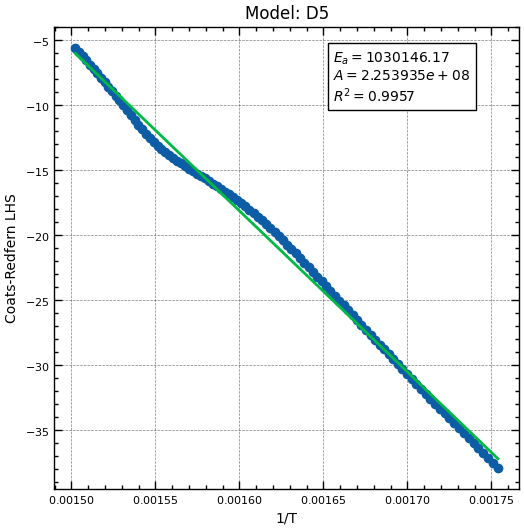 Model: D5
E_a = 1030146.17
A = 2.253935e + 08
R^2 = 0.9957
Coats-Redfern LHS
−5
−10
−15
−20
−25
−30
−35
0.00150 0.00155 0.00160 0.00165 0.00170 0.00175
1/T